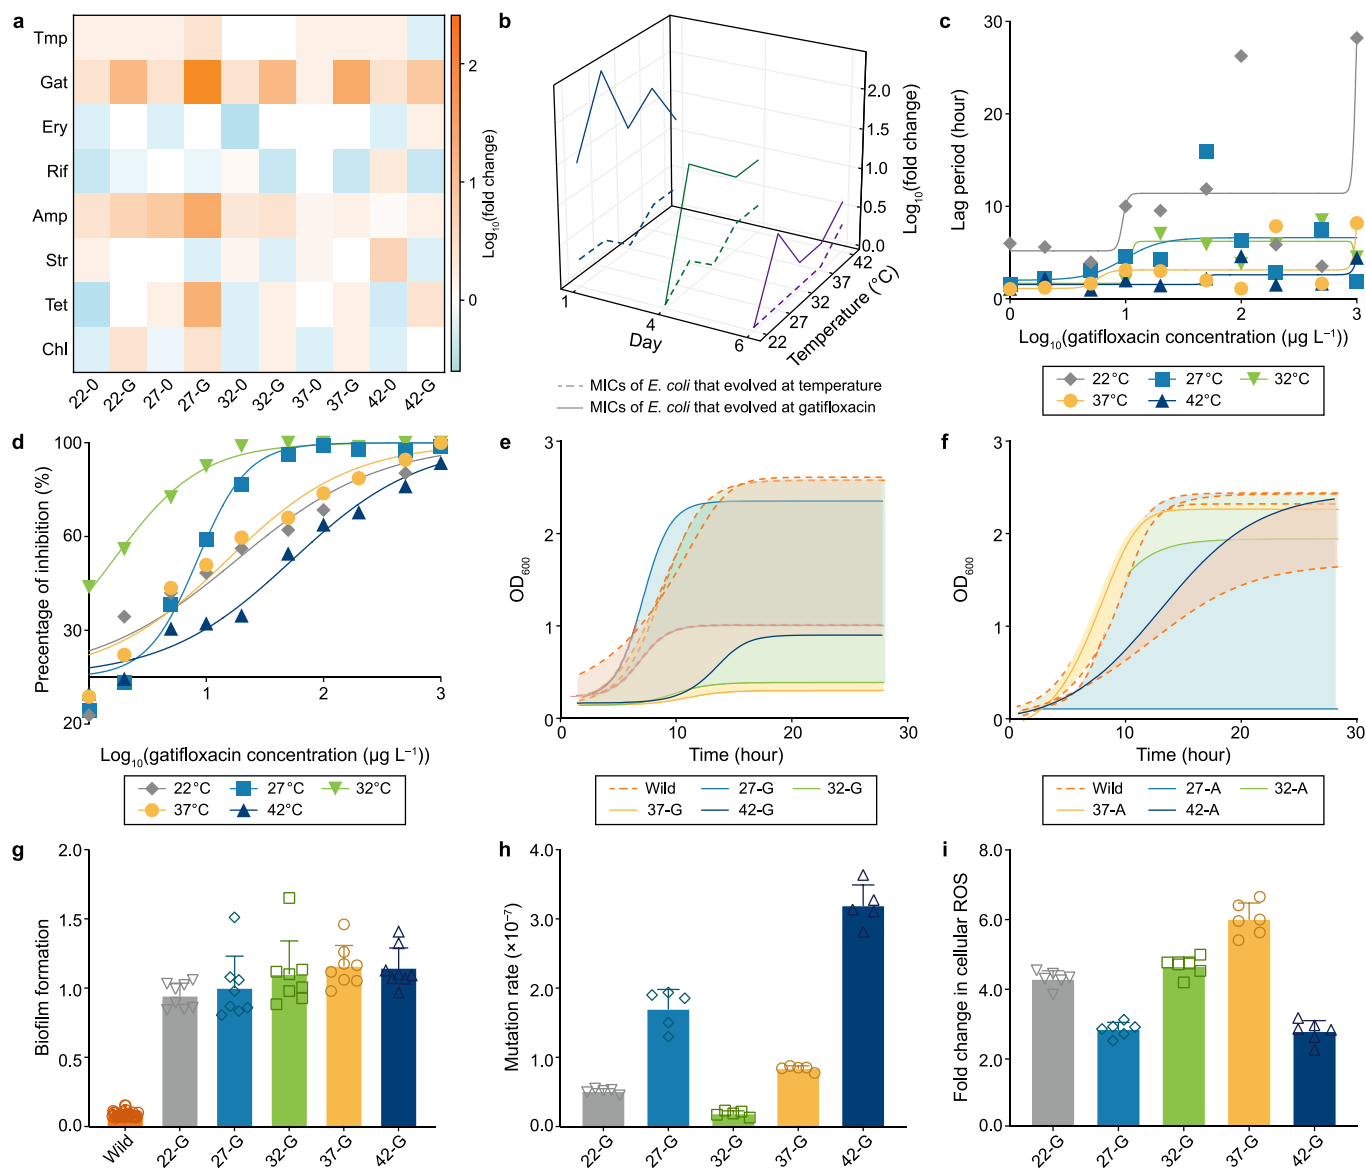 a
Tmp
Gat
Ery
Rif
Amp
Str
Tet
Chl
22-0
22-G
27-0
27-G
32-0
32-G
37-0
37-G
42-0
42-G
2
1
0
Log10(fold change)
b
2.0
1.5
1.0
0.5
0.0
Log10(fold change)
1
4
6
Day
22
27
32
37
42
Temperature (°C)
MICs of E. coli that evolved at temperature
MICs of E. coli that evolved at gatifloxacin
c
30
20
10
0
Lag period (hour)
0
1
2
3
Log10(gatifloxacin concentration (µg L−1))
22°C
27°C
32°C
37°C
42°C
d
100
60
30
20
Precentage of inhibition (%)
1
2
3
Log10(gatifloxacin concentration (µg L−1))
22°C
27°C
32°C
37°C
42°C
e
3
2
1
0
OD600
0
10
20
30
Time (hour)
Wild
27-G
32-G
37-G
42-G
f
3
2
1
0
OD600
0
10
20
30
Time (hour)
Wild
27-A
32-A
37-A
42-A
g
2.0
1.5
1.0
0.5
0.0
Biofilm formation
Wild
22-G
27-G
32-G
37-G
42-G
h
4.0
3.0
2.0
1.0
0.0
Mutation rate (×10−7)
22-G
27-G
32-G
37-G
42-G
i
8.0
6.0
4.0
2.0
0.0
Fold change in cellular ROS
22-G
27-G
32-G
37-G
42-G